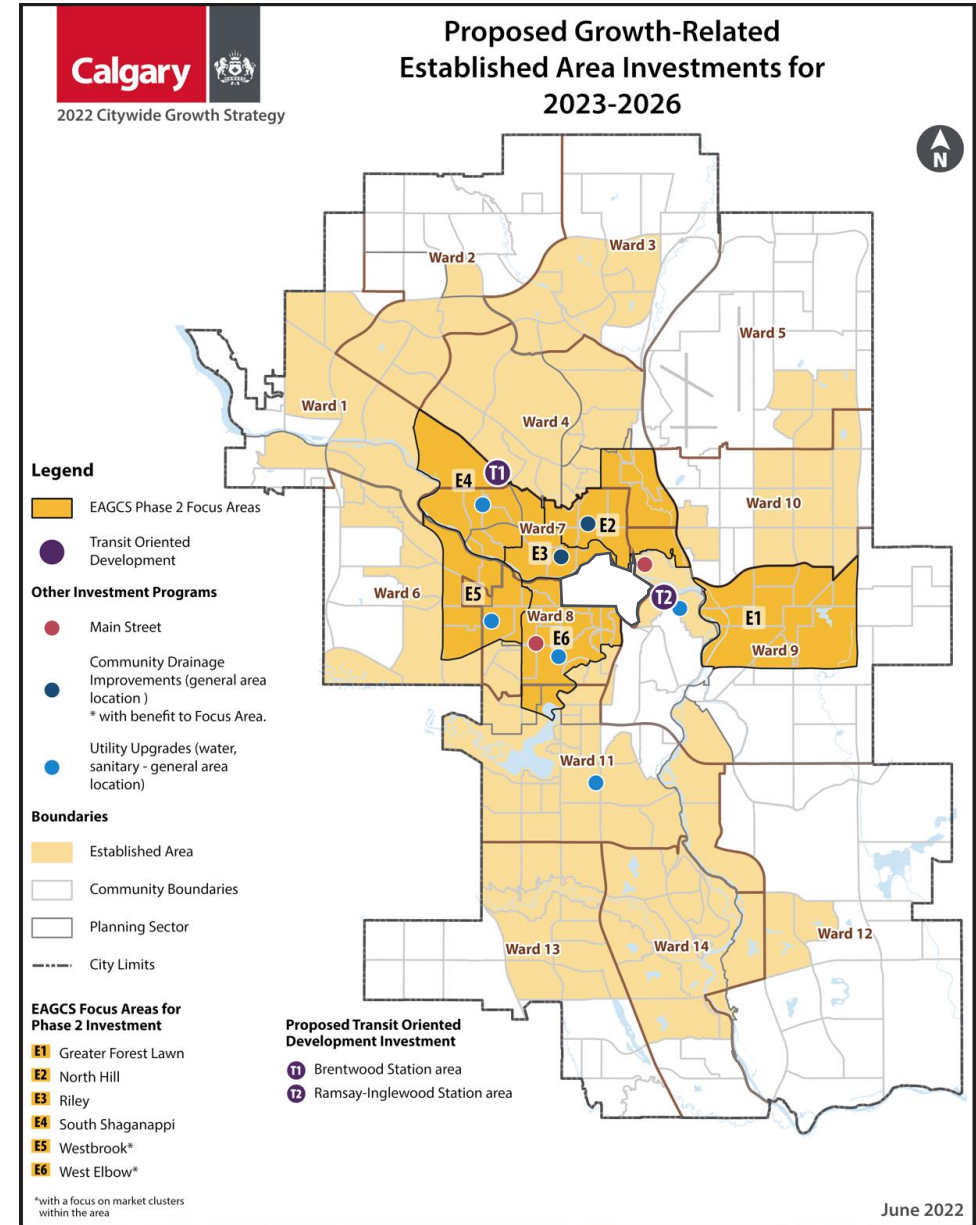 Calgary
2022 Citywide Growth Strategy
Proposed Growth-Related
Established Area Investments for
2023-2026
N
Ward 3
Ward 2
Ward 5
Ward 1
Ward 4
T1
E4
Ward 10
Ward 7
E2
E3
Ward 6
E5
T2
Ward 8
E6
E1
Ward 9
Ward 11
Ward 12
Ward 13
Ward 14
Legend
EAGCS Phase 2 Focus Areas
Transit Oriented
Development
Other Investment Programs
Main Street
Community Drainage
Improvements (general area
location )
* with benefit to Focus Area.
Utility Upgrades (water,
sanitary - general area
location)
Boundaries
Established Area
Community Boundaries
Planning Sector
City Limits
EAGCS Focus Areas for
Phase 2 Investment
E1 Greater Forest Lawn
E2 North Hill
E3 Riley
E4 South Shaganappi
E5 Westbrook*
E6 West Elbow*
*with a focus on market clusters
within the area
Proposed Transit Oriented
Development Investment
T1 Brentwood Station area
T2 Ramsay-Inglewood Station area
June 2022